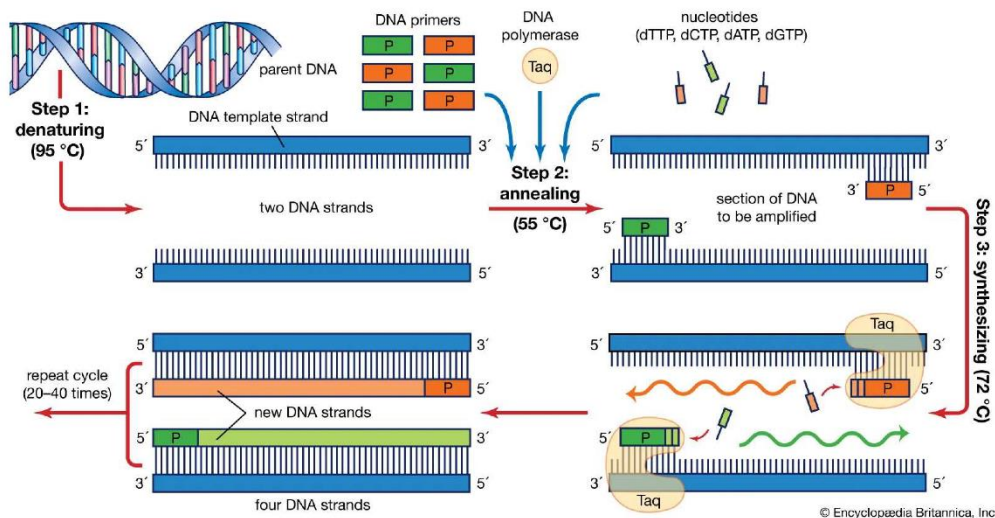 DNA primers
DNA
polymerase
nucleotides
(dTTP, dCTP, dATP, dGTP)
P P
P P
P P
Taq
parent DNA
Step 1:
denaturing
(95 °C)
DNA template strand
5´ 3´
two DNA strands
3´ 5´
Step 2:
annealing
(55 °C)
5´ 3´
3´ P 5´
section of DNA
to be amplified
5´ P 3´
3´ 5´
Step 3: synthesizing (72 °C)
Taq
5´ 3´
P 5´
5´ P
3´ 5´
Taq
5´ 3´
3´ P 5´
new DNA strands
5´ P 3´
3´ 5´
four DNA strands
repeat cycle
(20–40 times)
© Encyclopædia Britannica, Inc